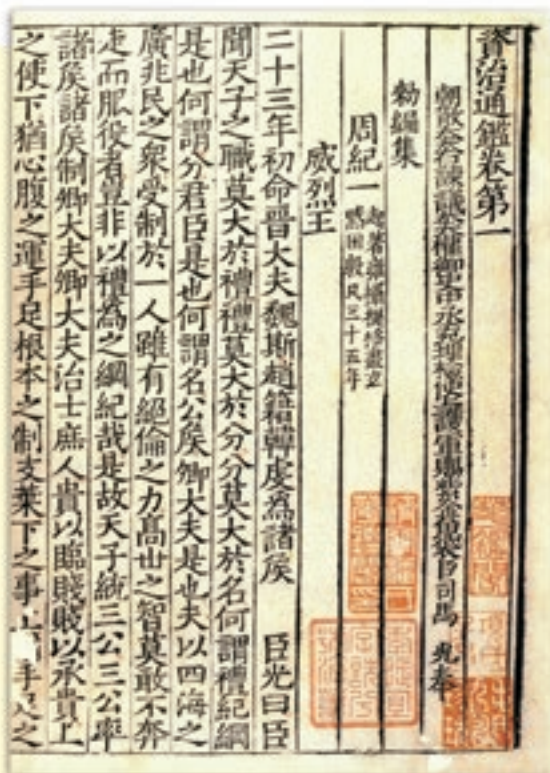 資治通鑑卷第一
朝散大夫右諫議大夫權御史中丞充理檢使上護軍賜紫金魚袋臣司馬 光奉
勑編集
周紀一 起著雍攝提格盡玄黓困敦凡三十五年
威烈王
二十三年初命晉大夫魏斯趙籍韓虔為諸侯 臣光曰臣
聞天子之職莫大於禮禮莫大於分分莫大於名何謂禮紀綱
是也何謂分君臣是也何謂名公侯卿大夫是也夫以四海之
廣兆民之衆受制於一人雖有絕倫之力高世之智莫敢不奔
走而服役者豈非以禮為之綱紀哉是故天子統三公三公率
諸侯諸侯制卿大夫卿大夫治士庶人貴以臨賤賤以承貴上
之使下猶心腹之運手足根本之制支葉下之事上 手足之